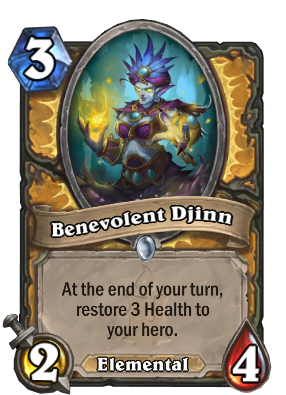 3
Benevolent Djinn
At the end of your turn,
restore 3 Health to
your hero.
2
Elemental
4